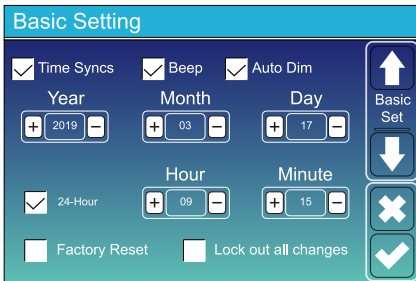 Basic Setting
Time Syncs Beep Auto Dim
Year Month Day
+ 2019 − + 03 − + 17 −
Basic
Set
Hour Minute
24-Hour + 09 − + 15 −
Factory Reset Lock out all changes